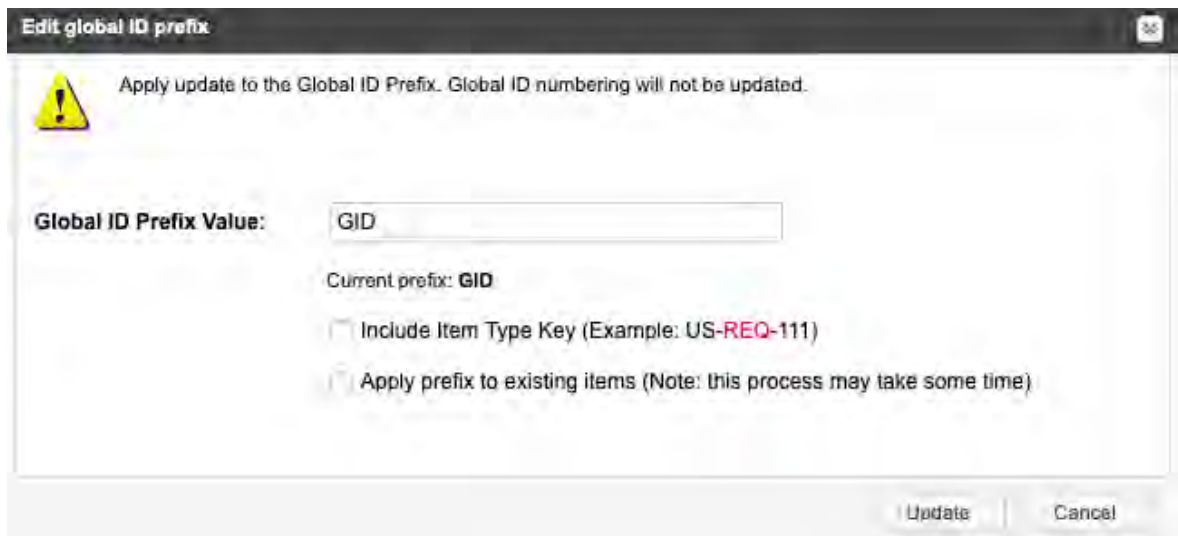 Edit global ID prefix
Apply update to the Global ID Prefix. Global ID numbering will not be updated.
Global ID Prefix Value:
GID
Current prefix: GID
Include Item Type Key (Example: US-REQ-111)
Apply prefix to existing items (Note: this process may take some time)
Update
Cancel